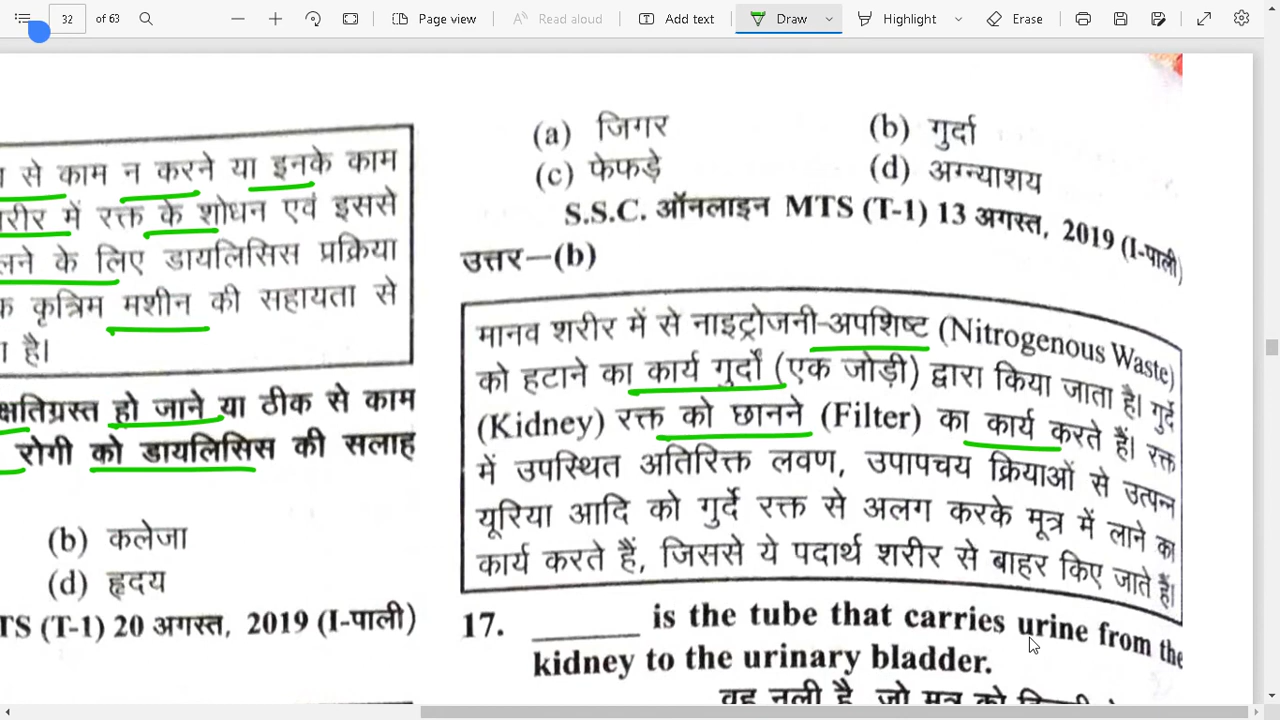 32 of 63 Page view Read aloud Add text Draw Highlight Erase
से काम न करने या इनके काम
में रक्त के शोधन एवं इससे
के लिए डायलिसिस प्रक्रिया
कृत्रिम मशीन की सहायता से
है।
क्षतिग्रस्त हो जाने या ठीक से काम
रोगी को डायलिसिस की सलाह
(b) कलेजा
(d) हृदय
(T-1) 20 अगस्त, 2019 (I-पाली)
(a) जिगर (b) गुर्दा
(c) फेफड़े (d) अग्न्याशय
S.S.C. ऑनलाइन MTS (T-1) 13 अगस्त, 2019 (I-पाली)
उत्तर—(b)
मानव शरीर में से नाइट्रोजनी-अपशिष्ट (Nitrogenous Waste)
को हटाने का कार्य गुर्दों (एक जोड़ी) द्वारा किया जाता है। गुर्दे
(Kidney) रक्त को छानने (Filter) का कार्य करते हैं। रक्त
में उपस्थित अतिरिक्त लवण, उपापचय क्रियाओं से उत्पन्न
यूरिया आदि को गुर्दे रक्त से अलग करके मूत्र में लाने का
कार्य करते हैं, जिससे ये पदार्थ शरीर से बाहर किए जाते हैं।
17. ______ is the tube that carries urine from the
kidney to the urinary bladder.
वह नली है, जो मूत्र को